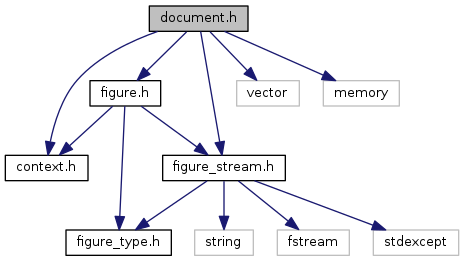 document.h
figure.h
vector
memory
context.h
figure_stream.h
figure_type.h
string
fstream
stdexcept